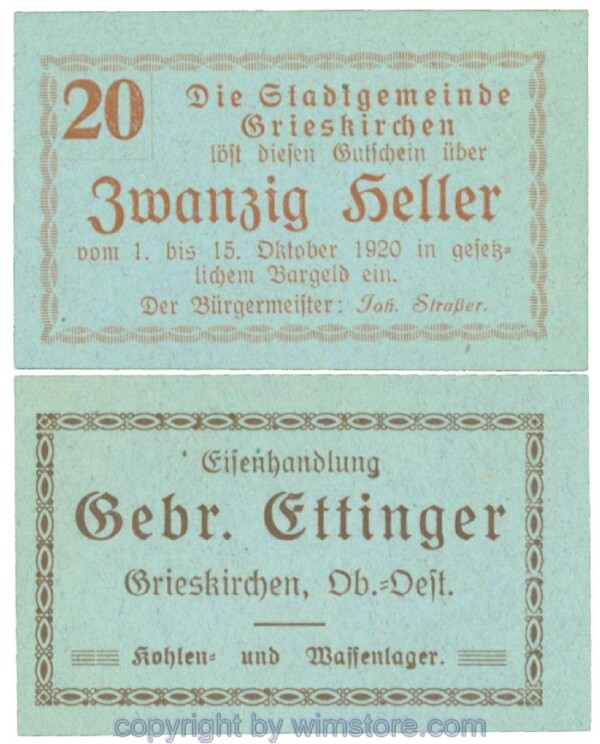 20
Die Stadtgemeinde
Grieskirchen
löst diesen Gutschein über
Zwanzig Heller
vom 1. bis 15. Oktober 1920 in gesetz-
lichem Bargeld ein.
Der Bürgermeister: Joh. Straßer.
Eisenhandlung
Gebr. Ettinger
Grieskirchen, Ob.-Oest.
Kohlen- und Waffenlager.
copyright by wimstore.com